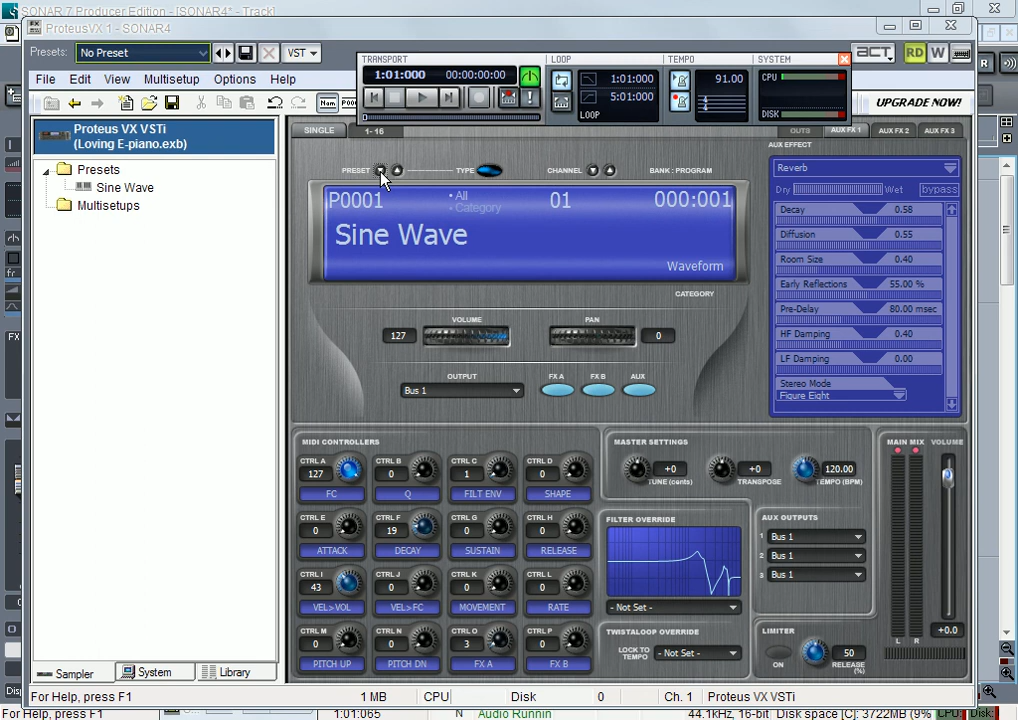 SONAR 7 Producer Edition - [SONAR4* - Track]
ProteusVX 1 - SONAR4
Presets: No Preset VST
TRANSPORT LOOP TEMPO SYSTEM
1:01:000 00:00:00:00
1:01:000
5:01:000
LOOP
91.00
CPU
DISK
ACT RD W
File Edit View Multisetup Options Help
UPGRADE NOW!
Proteus VX VSTi
(Loving E-piano.exb)
Presets
Sine Wave
Multisetups
SINGLE 1-16 OUTS AUX FX 1 AUX FX 2 AUX FX 3
PRESET TYPE CHANNEL BANK : PROGRAM
P0001 • All 01 000:001
• Category
Sine Wave
Waveform
CATEGORY
VOLUME PAN
127 0
OUTPUT FX A FX B AUX
Bus 1
AUX EFFECT
Reverb
Dry Wet bypass
Decay 0.58
Diffusion 0.55
Room Size 0.40
Early Reflections 55.00 %
Pre-Delay 80.00 msec
HF Damping 0.40
LF Damping 0.00
Stereo Mode
Figure Eight
MIDI CONTROLLERS
CTRL A CTRL B CTRL C CTRL D
127 0 1 0
FC Q FILT ENV SHAPE
CTRL E CTRL F CTRL G CTRL H
0 19 0 0
ATTACK DECAY SUSTAIN RELEASE
CTRL I CTRL J CTRL K CTRL L
43 0 0 0
VEL>VOL VEL>FC MOVEMENT RATE
CTRL M CTRL N CTRL O CTRL P
0 0 3 0
PITCH UP PITCH DN FX A FX B
MASTER SETTINGS
+0 +0 120.00
TUNE (cents) TRANSPOSE TEMPO (BPM)
FILTER OVERRIDE
- Not Set -
TWISTALOOP OVERRIDE
LOCK TO
TEMPO
- Not Set -
AUX OUTPUTS
1 Bus 1
2 Bus 1
3 Bus 1
LIMITER
ON 50
RELEASE
(%)
MAIN MIX VOLUME
L R
+0.0
Sampler System Library
For Help, press F1 1 MB CPU Disk 0 Ch. 1 Proteus VX VSTi
For Help, press F1 1:01:065 N Audio Runnin 44.1kHz, 16-bit Disk space [C]: 3722MB (9% CPU: Disk: